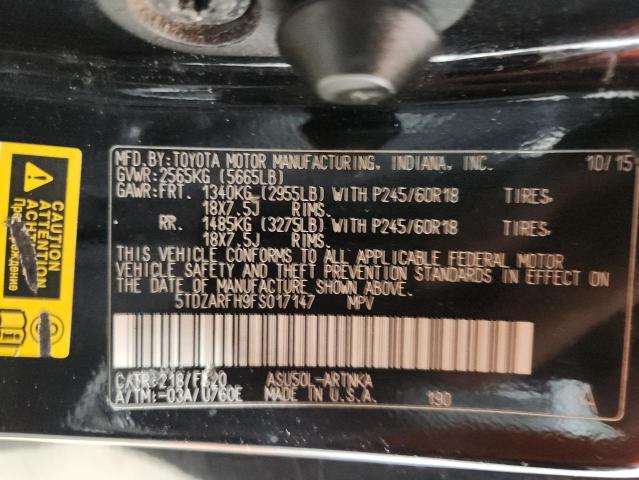 MFD.BY:TOYOTA MOTOR MANUFACTURING, INDIANA, INC. 10/15
GVWR:2565KG (5665LB)
GAWR:FRT. 1340KG (2955LB) WITH P245/60R18 TIRES,
18X7.5J RIMS.
RR. 1485KG (3275LB) WITH P245/60R18 TIRES,
18X7.5J RIMS.
THIS VEHICLE CONFORMS TO ALL APPLICABLE FEDERAL MOTOR
VEHICLE SAFETY AND THEFT PREVENTION STANDARDS IN EFFECT ON
THE DATE OF MANUFACTURE SHOWN ABOVE.
5TDZARFH9FS017147 MPV
C/TR:218/FB20 ASU50L-ARTNKA
A/TM:-03A/U760E MADE IN U.S.A. 190 A
CAUTION
ATTENTION